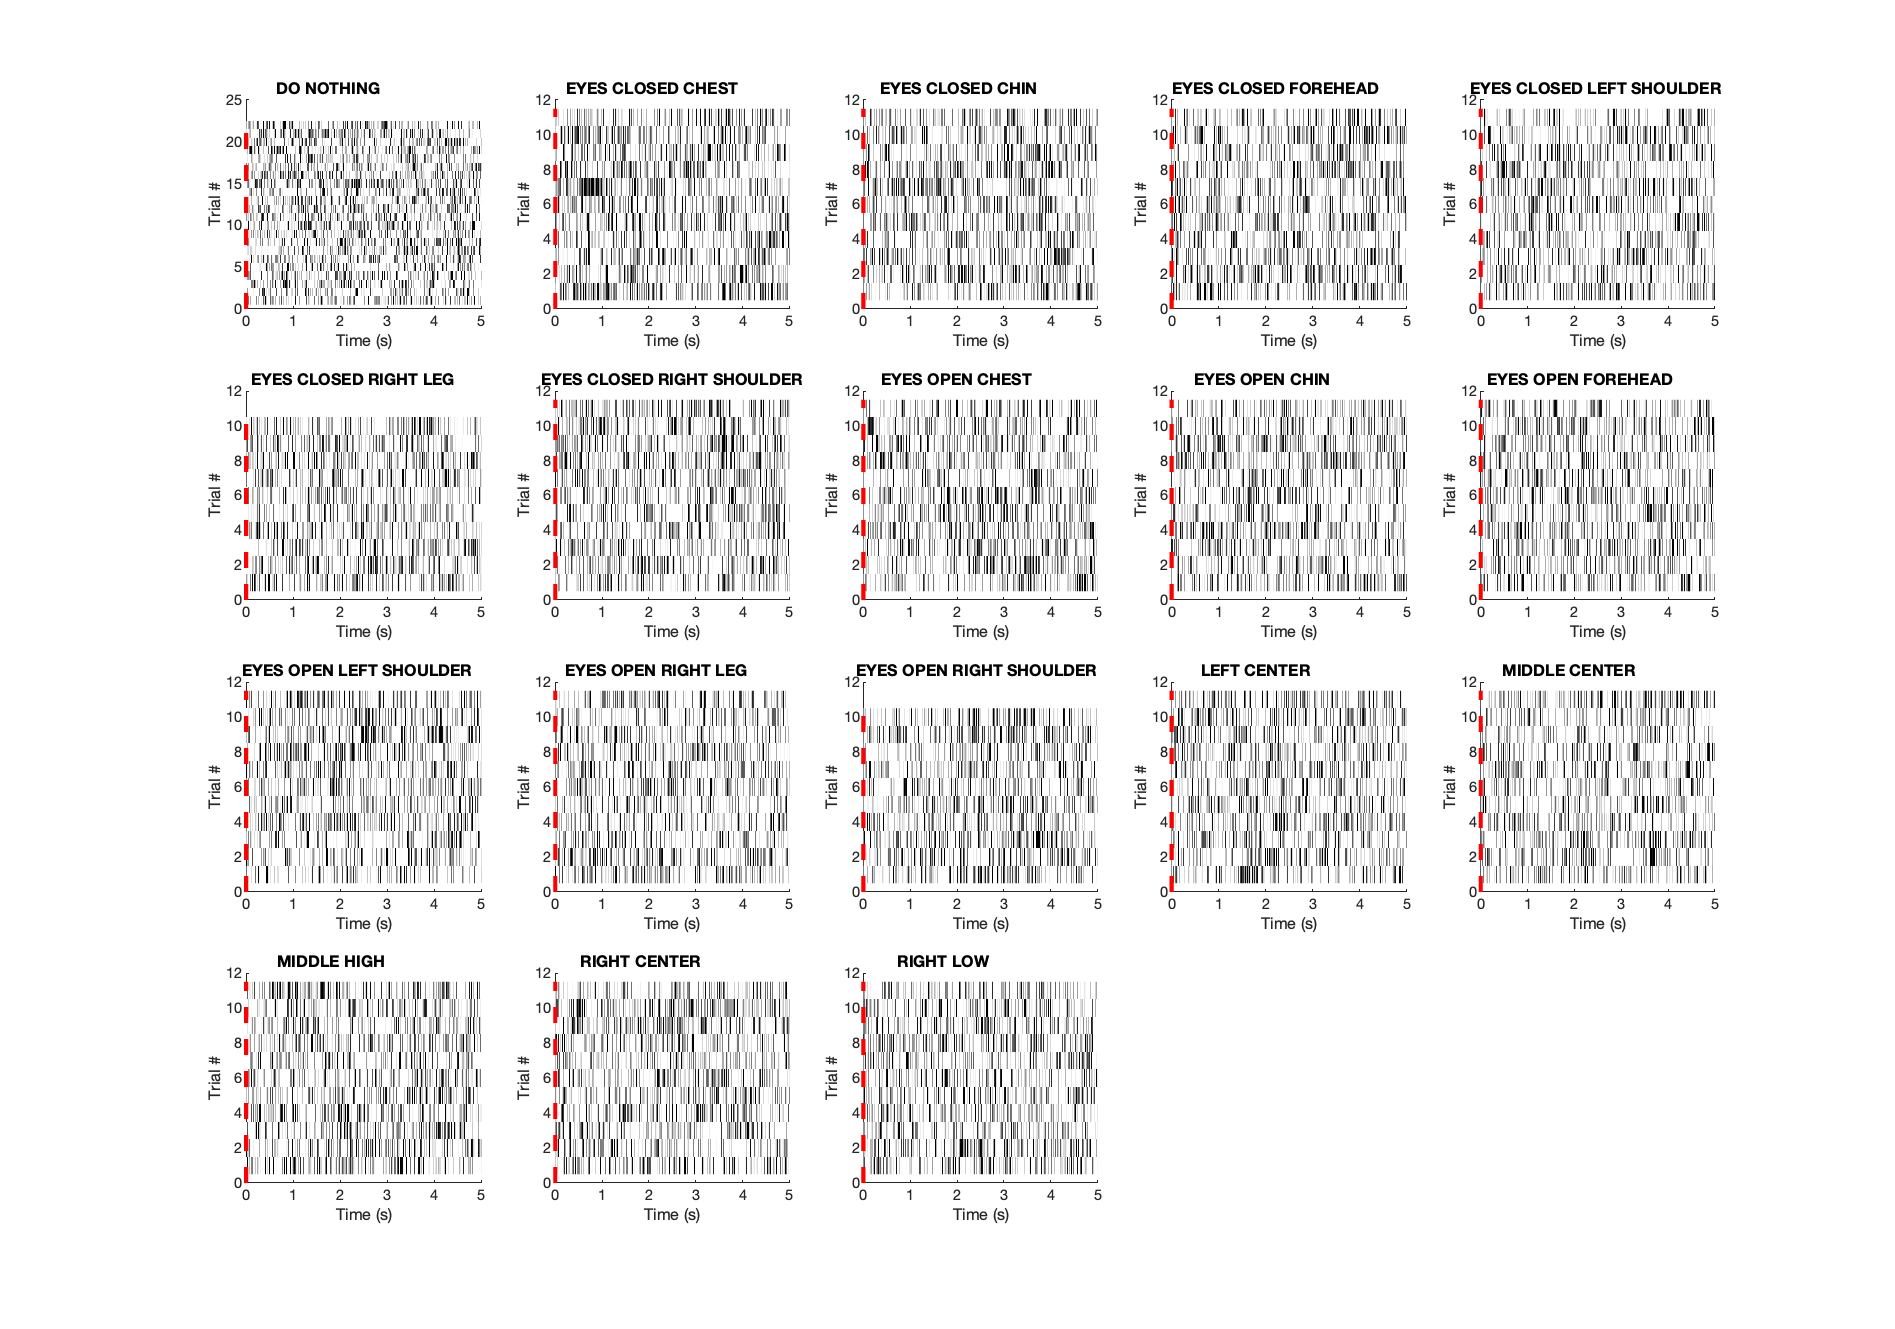 DO NOTHING
25
20
15
10
5
0
Trial #
0 1 2 3 4 5
Time (s)
EYES CLOSED CHEST
12
10
8
6
4
2
0
Trial #
0 1 2 3 4 5
Time (s)
EYES CLOSED CHIN
12
10
8
6
4
2
0
Trial #
0 1 2 3 4 5
Time (s)
EYES CLOSED FOREHEAD
12
10
8
6
4
2
0
Trial #
0 1 2 3 4 5
Time (s)
EYES CLOSED LEFT SHOULDER
12
10
8
6
4
2
0
Trial #
0 1 2 3 4 5
Time (s)
EYES CLOSED RIGHT LEG
12
10
8
6
4
2
0
Trial #
0 1 2 3 4 5
Time (s)
EYES CLOSED RIGHT SHOULDER
12
10
8
6
4
2
0
Trial #
0 1 2 3 4 5
Time (s)
EYES OPEN CHEST
12
10
8
6
4
2
0
Trial #
0 1 2 3 4 5
Time (s)
EYES OPEN CHIN
12
10
8
6
4
2
0
Trial #
0 1 2 3 4 5
Time (s)
EYES OPEN FOREHEAD
12
10
8
6
4
2
0
Trial #
0 1 2 3 4 5
Time (s)
EYES OPEN LEFT SHOULDER
12
10
8
6
4
2
0
Trial #
0 1 2 3 4 5
Time (s)
EYES OPEN RIGHT LEG
12
10
8
6
4
2
0
Trial #
0 1 2 3 4 5
Time (s)
EYES OPEN RIGHT SHOULDER
12
10
8
6
4
2
0
Trial #
0 1 2 3 4 5
Time (s)
LEFT CENTER
12
10
8
6
4
2
0
Trial #
0 1 2 3 4 5
Time (s)
MIDDLE CENTER
12
10
8
6
4
2
0
Trial #
0 1 2 3 4 5
Time (s)
MIDDLE HIGH
12
10
8
6
4
2
0
Trial #
0 1 2 3 4 5
Time (s)
RIGHT CENTER
12
10
8
6
4
2
0
Trial #
0 1 2 3 4 5
Time (s)
RIGHT LOW
12
10
8
6
4
2
0
Trial #
0 1 2 3 4 5
Time (s)